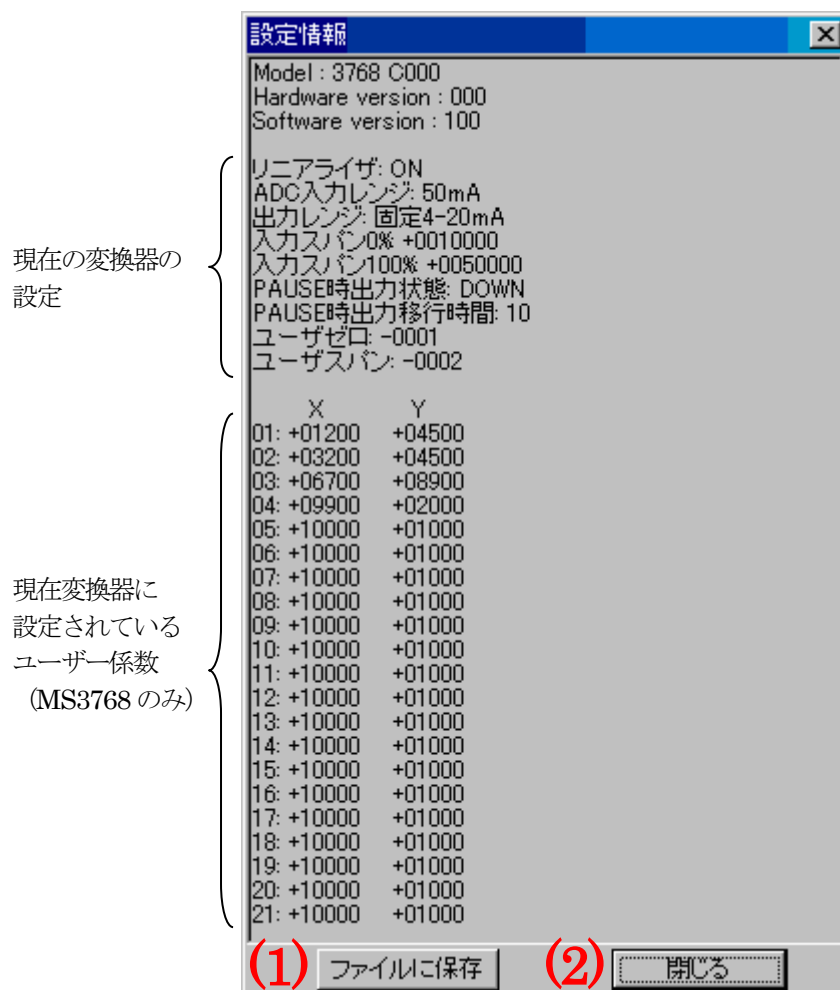 設定情報
Model : 3768 C000
Hardware version : 000
Software version : 100
現在の変換器の
設定
リニアライザ: ON
ADC入力レンジ: 50mA
出力レンジ: 固定4-20mA
入力スパン0% +0010000
入力スパン100% +0050000
PAUSE時出力状態: DOWN
PAUSE時出力移行時間: 10
ユーザゼロ: -0001
ユーザスパン: -0002
現在変換器に
設定されている
ユーザー係数
（MS3768 のみ）
X Y
01: +01200 +04500
02: +03200 +04500
03: +06700 +08900
04: +09900 +02000
05: +10000 +01000
06: +10000 +01000
07: +10000 +01000
08: +10000 +01000
09: +10000 +01000
10: +10000 +01000
11: +10000 +01000
12: +10000 +01000
13: +10000 +01000
14: +10000 +01000
15: +10000 +01000
16: +10000 +01000
17: +10000 +01000
18: +10000 +01000
19: +10000 +01000
20: +10000 +01000
21: +10000 +01000
(1) ファイルに保存 (2) 閉じる